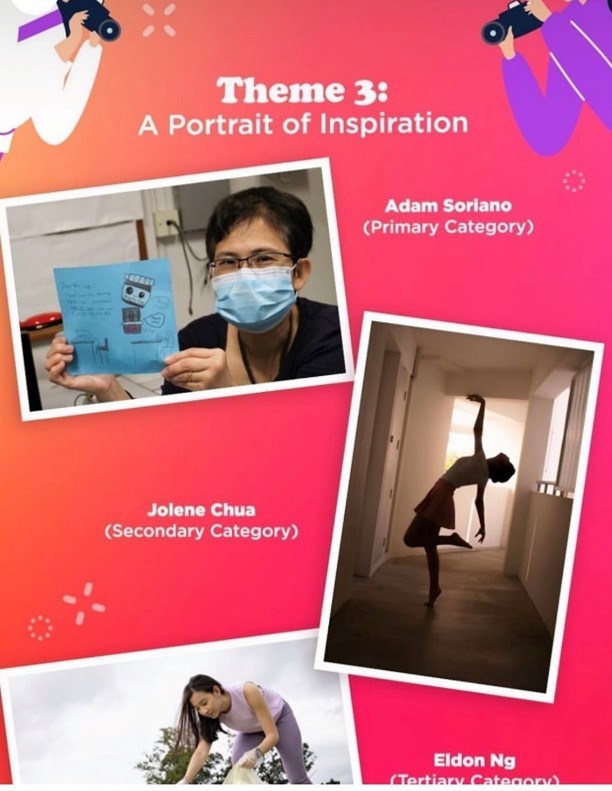 Theme 3:
A Portrait of Inspiration
Adam Soriano
(Primary Category)
Jolene Chua
(Secondary Category)
Eldon Ng
(Tertiary Category)